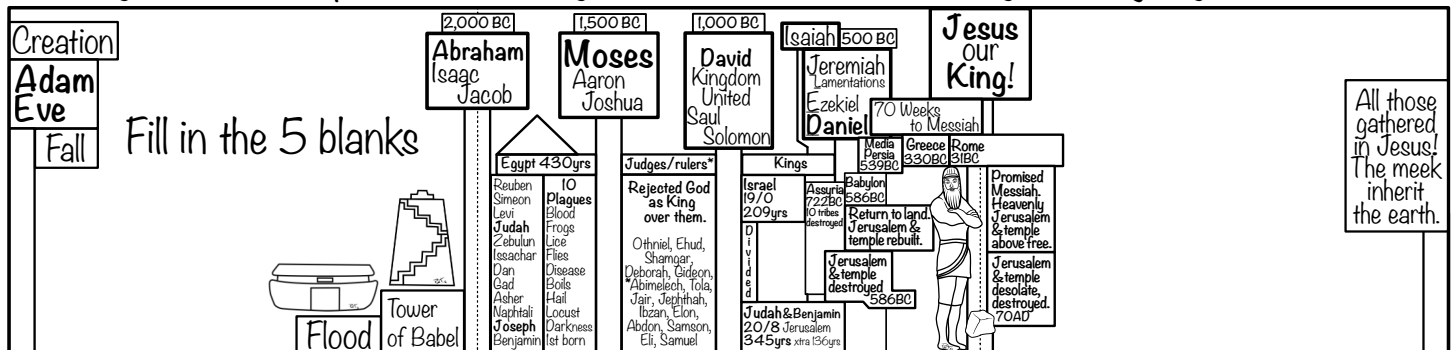 Creation
Adam
Eve
Fall
Fill in the 5 blanks
Flood
Tower
of Babel
2,000 BC
Abraham
Isaac
Jacob
Egypt 430yrs
Reuben
Simeon
Levi
Judah
Zebulun
Issachar
Dan
Gad
Asher
Naphtali
Joseph
Benjamin
10
Plagues
Blood
Frogs
Lice
Flies
Disease
Boils
Hail
Locust
Darkness
1st born
1,500 BC
Moses
Aaron
Joshua
Judges/rulers*
Rejected God
as King
over them.
Othniel, Ehud,
Shamgar,
Deborah, Gideon,
*Abimelech, Tola,
Jair, Jephthah,
Ibzan, Elon,
Abdon, Samson,
Eli, Samuel
1,000 BC
David
Kingdom
United
Saul
Solomon
Kings
Israel
19/0
209yrs
Divided
Judah & Benjamin
20/8 Jerusalem
345yrs xtra 136yrs
Isaiah
500 BC
Jeremiah
Lamentations
Ezekiel
Daniel
70 Weeks
to Messiah
Assyria
722BC
10 tribes
destroyed
Babylon
586BC
Media
Persia
539BC
Greece
330BC
Rome
31BC
Return to land.
Jerusalem &
temple rebuilt.
Jerusalem
& temple
destroyed
586BC
Jesus
our
King!
Promised
Messiah.
Heavenly
Jerusalem
& temple
above free.
Jerusalem
& temple
desolate,
destroyed.
70AD
All those
gathered
in Jesus!
The meek
inherit
the earth.